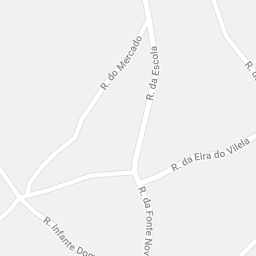 R. do Mercado
R. da Escola
R. da Eira do Vilela
R. da Fonte Nov
R. Infante Dom